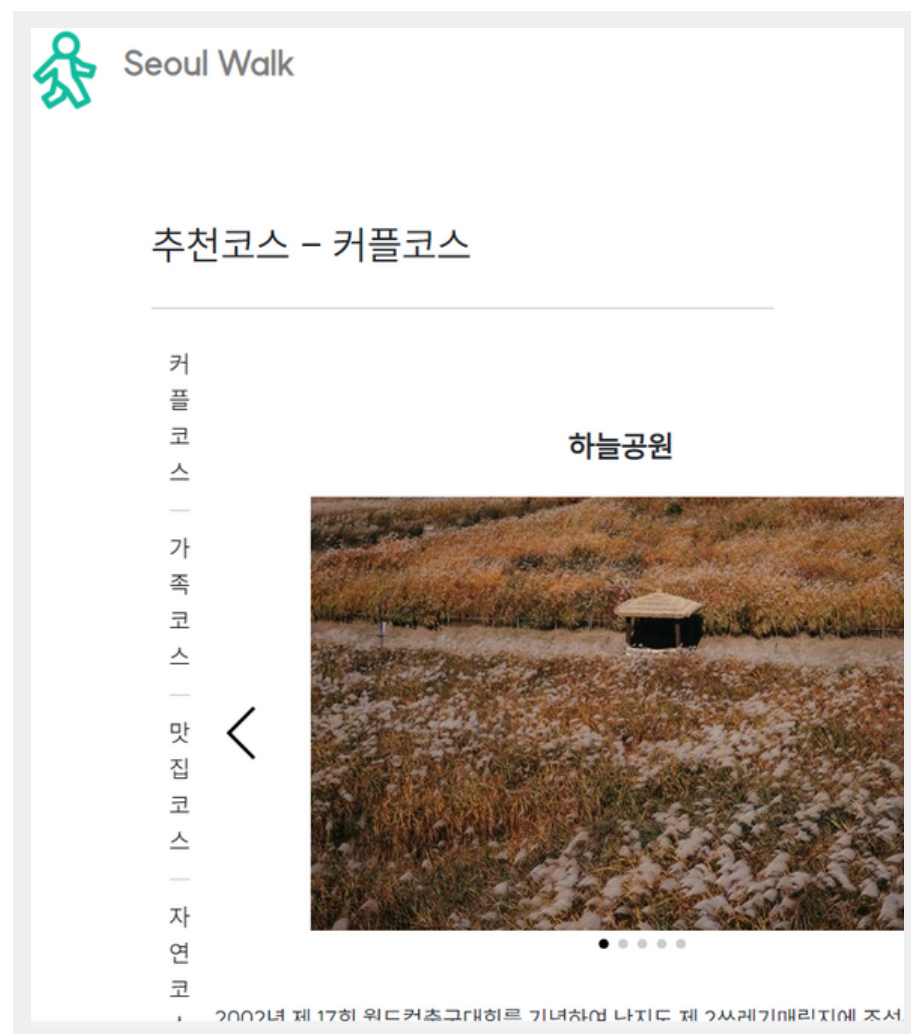 Seoul Walk
추천코스 – 커플코스
커
플
코
스
가
족
코
스
맛
집
코
스
자
연
코
하늘공원
2002년 제 17회 월드컵축구대회를 기념하여 난지도 제 2쓰레기매립지에 조선